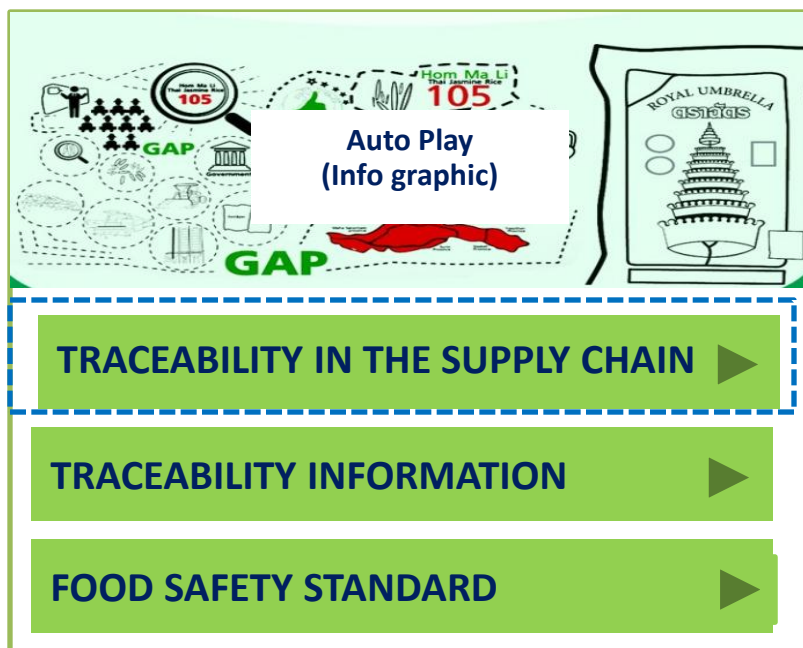 Hom Ma Li
Thai Jasmine Rice
105
Hom Ma Li
Thai Jasmine Rice
105
ROYAL UMBRELLA
ตราฉัตร
GAP
Government
Auto Play
(Info graphic)
GAP
TRACEABILITY IN THE SUPPLY CHAIN
TRACEABILITY INFORMATION
FOOD SAFETY STANDARD